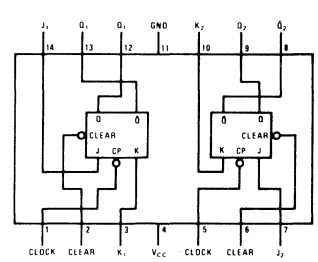 J₁ Q₁ Q₁ GND K₂ Q₂ Q̄₂
14 13 12 11 10 9 8
Q Q̄ Q̄ Q
CLEAR CLEAR
J CP K K CP J
1 2 3 4 5 6 7
CLOCK CLEAR K₁ VCC CLOCK CLEAR J₂